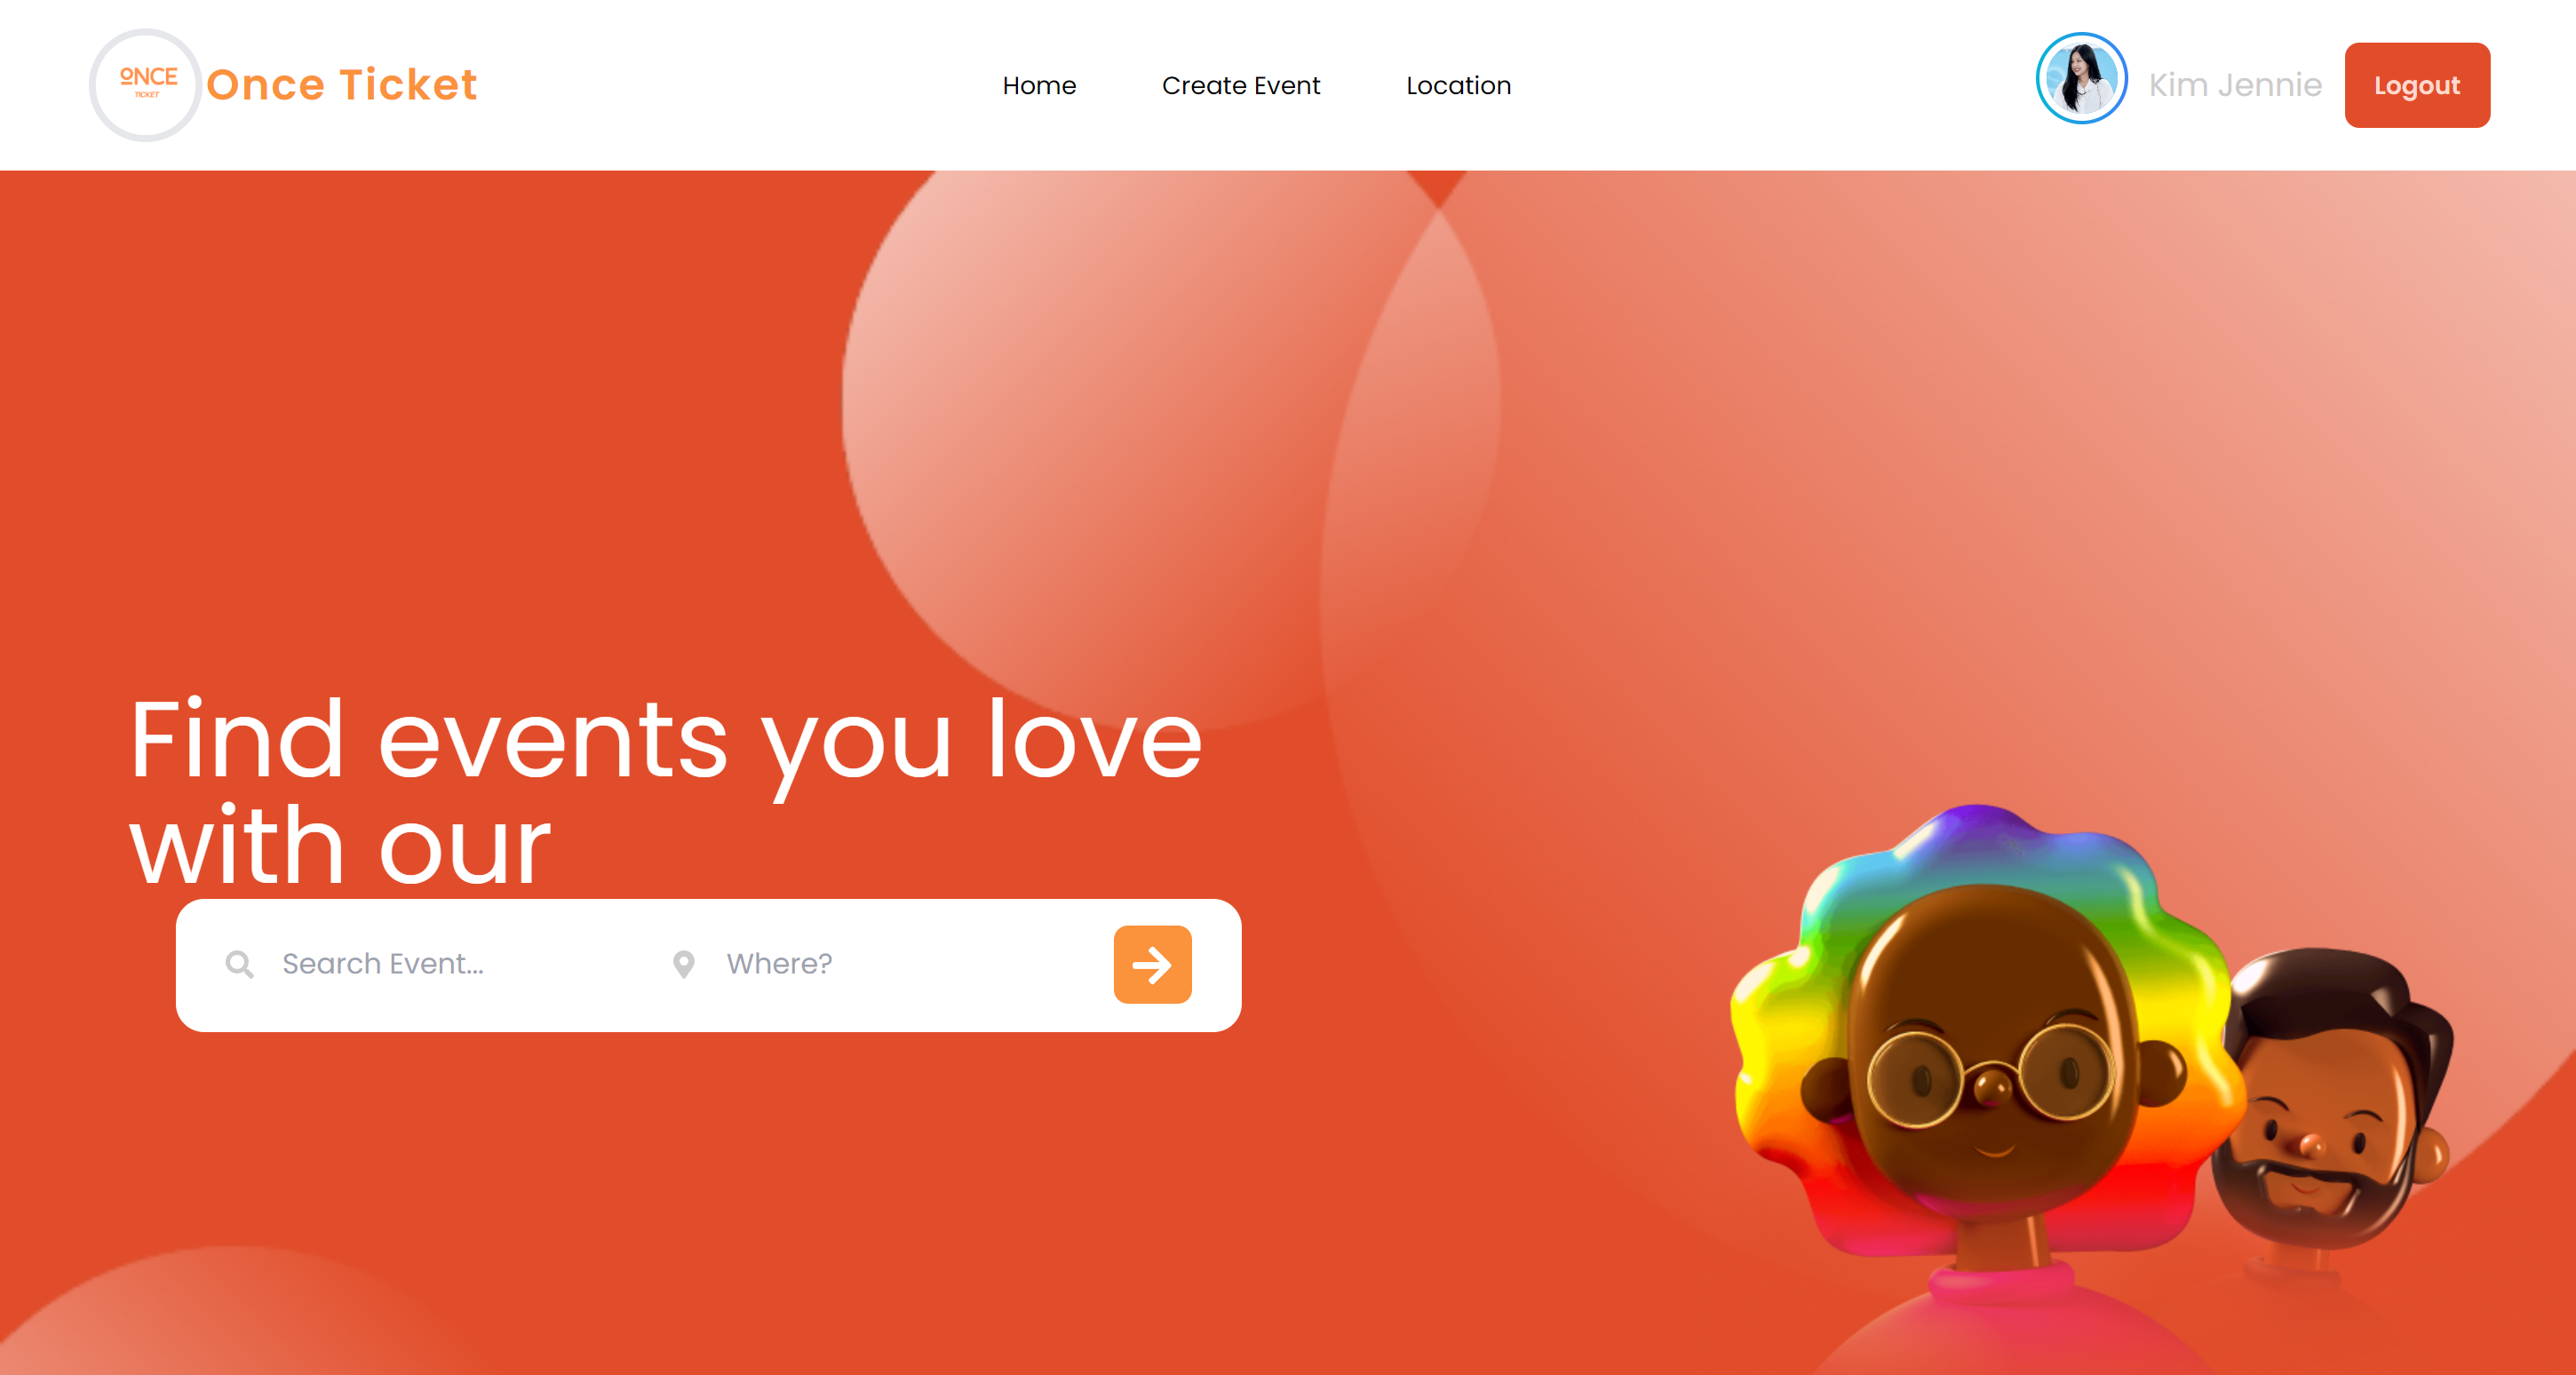 ONCE
TICKET
Once Ticket
Home
Create Event
Location
Kim Jennie
Logout
Find events you love
with our
Search Event...
Where?